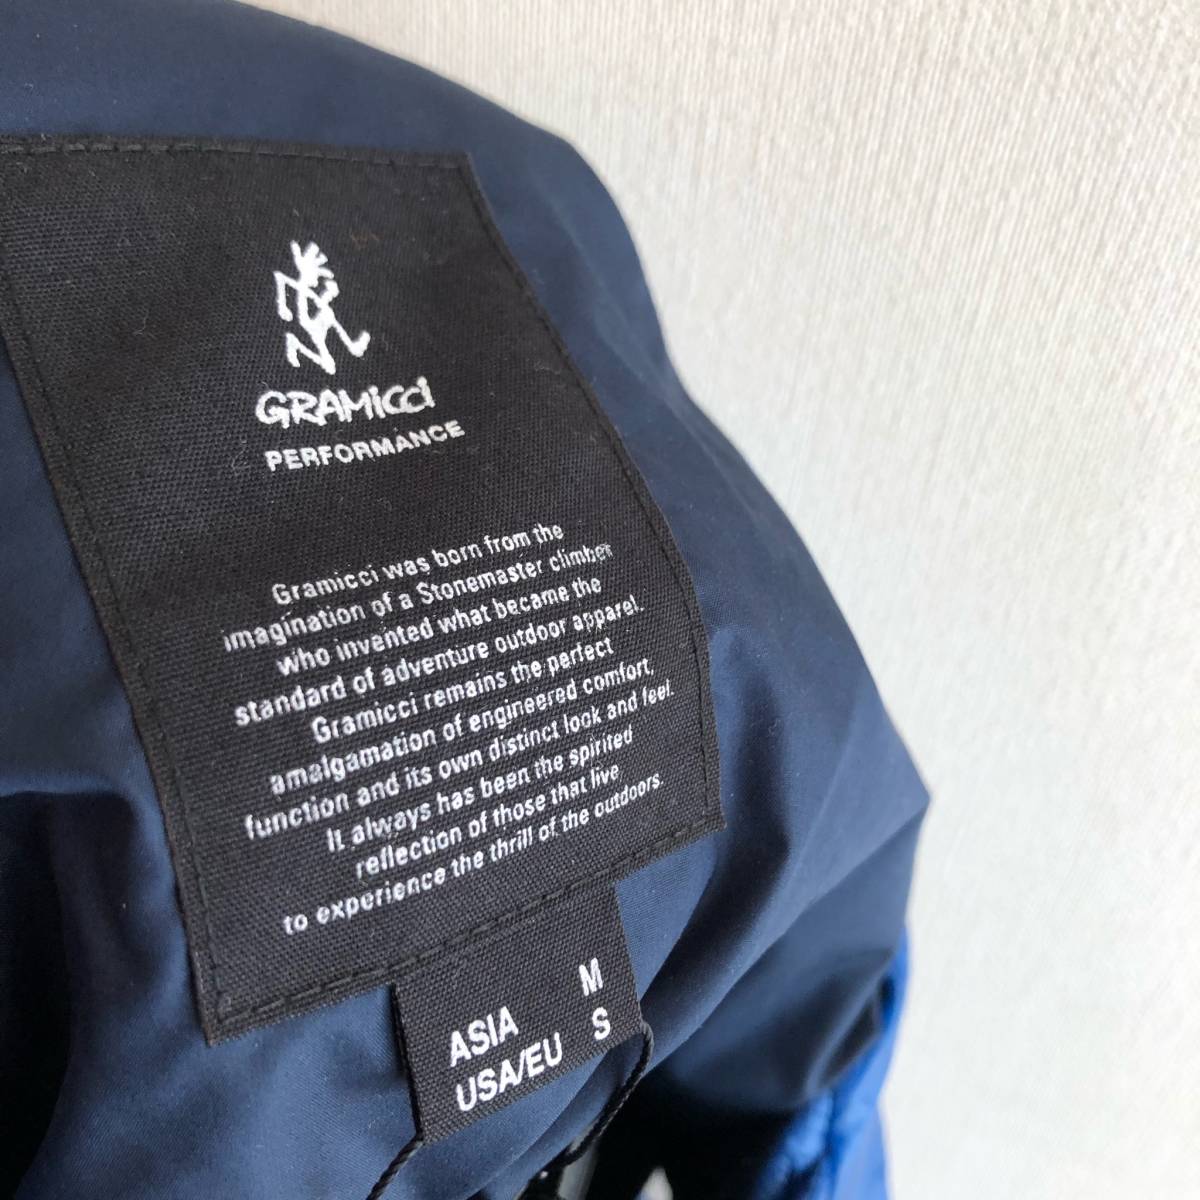 GRAMicci
PERFORMANCE
Gramicci was born from the
imagination of a Stonemaster climber
who invented what became the
standard of adventure outdoor apparel.
Gramicci remains the perfect
amalgamation of engineered comfort,
function and its own distinct look and feel.
It always has been the spirited
reflection of those that live
to experience the thrill of the outdoors.
ASIA M
USA/EU S